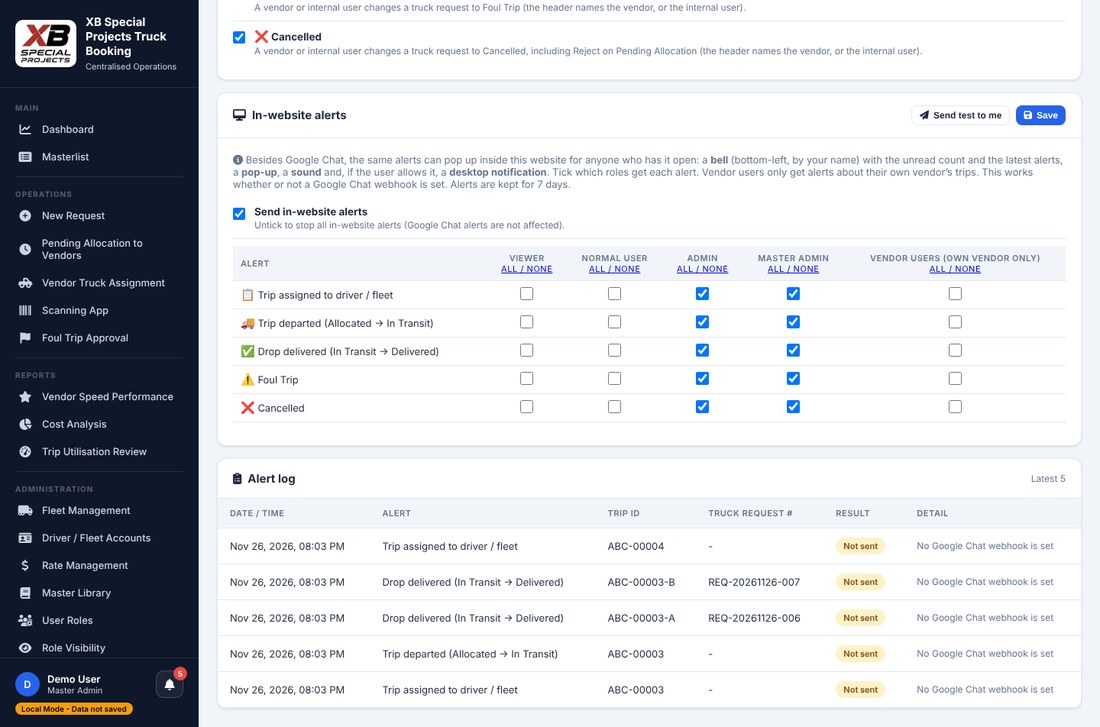 XB
SPECIAL
PROJECTS
XB Special
Projects Truck
Booking
Centralised Operations
MAIN
Dashboard
Masterlist
OPERATIONS
New Request
Pending Allocation to
Vendors
Vendor Truck Assignment
Scanning App
Foul Trip Approval
REPORTS
Vendor Speed Performance
Cost Analysis
Trip Utilisation Review
ADMINISTRATION
Fleet Management
Driver / Fleet Accounts
Rate Management
Master Library
User Roles
Role Visibility
D
Demo User
Master Admin
5
Local Mode - Data not saved
A vendor or internal user changes a truck request to Foul Trip (the header names the vendor, or the internal user).
❌ Cancelled
A vendor or internal user changes a truck request to Cancelled, including Reject on Pending Allocation (the header names the vendor, or the internal user).
In-website alerts
Send test to me
Save
Besides Google Chat, the same alerts can pop up inside this website for anyone who has it open: a bell (bottom-left, by your name) with the unread count and the latest alerts,
a pop-up, a sound and, if the user allows it, a desktop notification. Tick which roles get each alert. Vendor users only get alerts about their own vendor's trips. This works
whether or not a Google Chat webhook is set. Alerts are kept for 7 days.
Send in-website alerts
Untick to stop all in-website alerts (Google Chat alerts are not affected).
ALERT VIEWER NORMAL USER ADMIN MASTER ADMIN VENDOR USERS (OWN VENDOR ONLY)
ALL / NONE ALL / NONE ALL / NONE ALL / NONE ALL / NONE
📋 Trip assigned to driver / fleet
🚚 Trip departed (Allocated → In Transit)
✅ Drop delivered (In Transit → Delivered)
⚠️ Foul Trip
❌ Cancelled
Alert log
Latest 5
DATE / TIME ALERT TRIP ID TRUCK REQUEST # RESULT DETAIL
Nov 26, 2026, 08:03 PM Trip assigned to driver / fleet ABC-00004 - Not sent No Google Chat webhook is set
Nov 26, 2026, 08:03 PM Drop delivered (In Transit → Delivered) ABC-00003-B REQ-20261126-007 Not sent No Google Chat webhook is set
Nov 26, 2026, 08:03 PM Drop delivered (In Transit → Delivered) ABC-00003-A REQ-20261126-006 Not sent No Google Chat webhook is set
Nov 26, 2026, 08:03 PM Trip departed (Allocated → In Transit) ABC-00003 - Not sent No Google Chat webhook is set
Nov 26, 2026, 08:03 PM Trip assigned to driver / fleet ABC-00003 - Not sent No Google Chat webhook is set